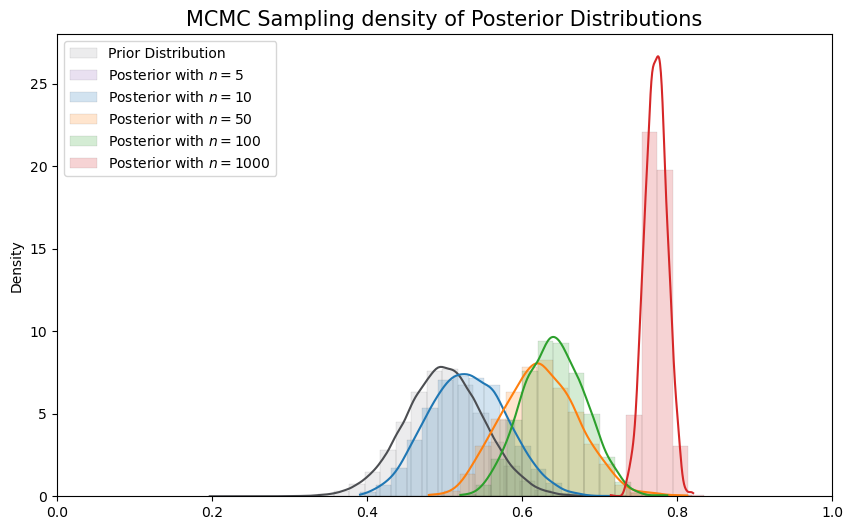 MCMC Sampling density of Posterior Distributions
Prior Distribution
Posterior with n = 5
Posterior with n = 10
Posterior with n = 50
Posterior with n = 100
Posterior with n = 1000
Density
25
20
15
10
5
0
0.0 0.2 0.4 0.6 0.8 1.0